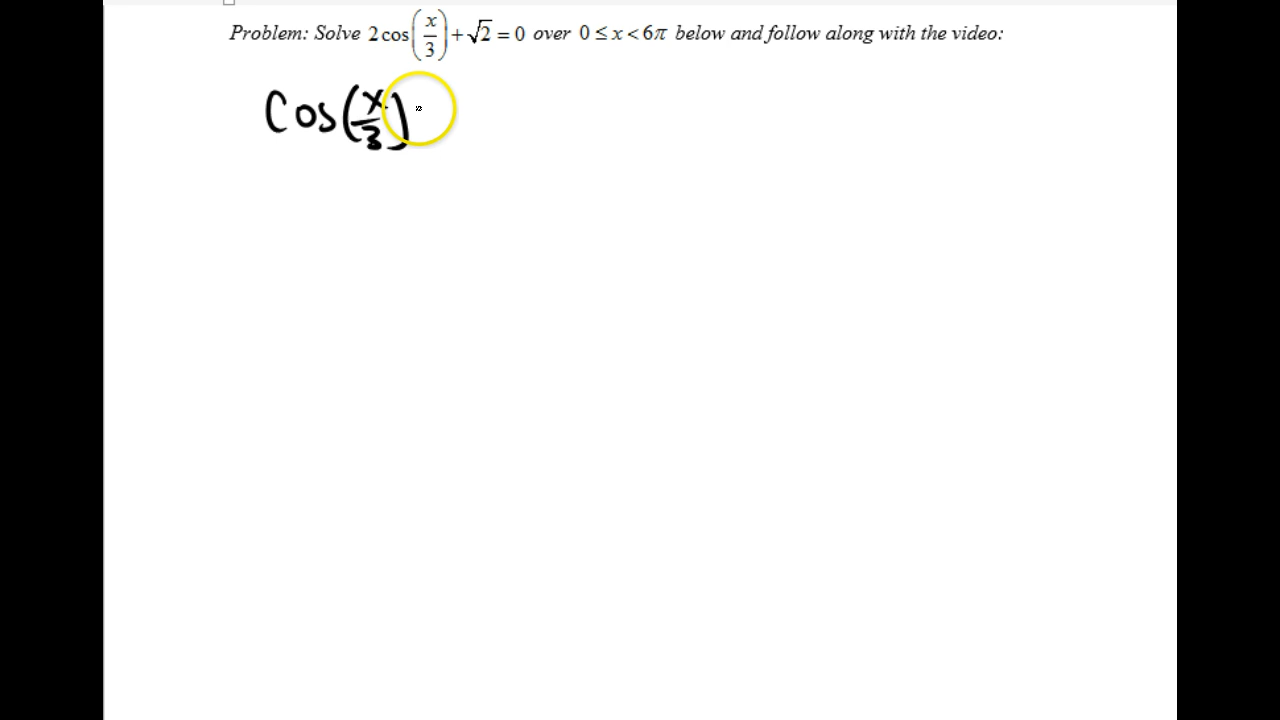 Problem: Solve 2cos(x/3)+√2=0 over 0≤x<6π below and follow along with the video:
Cos(x/3)